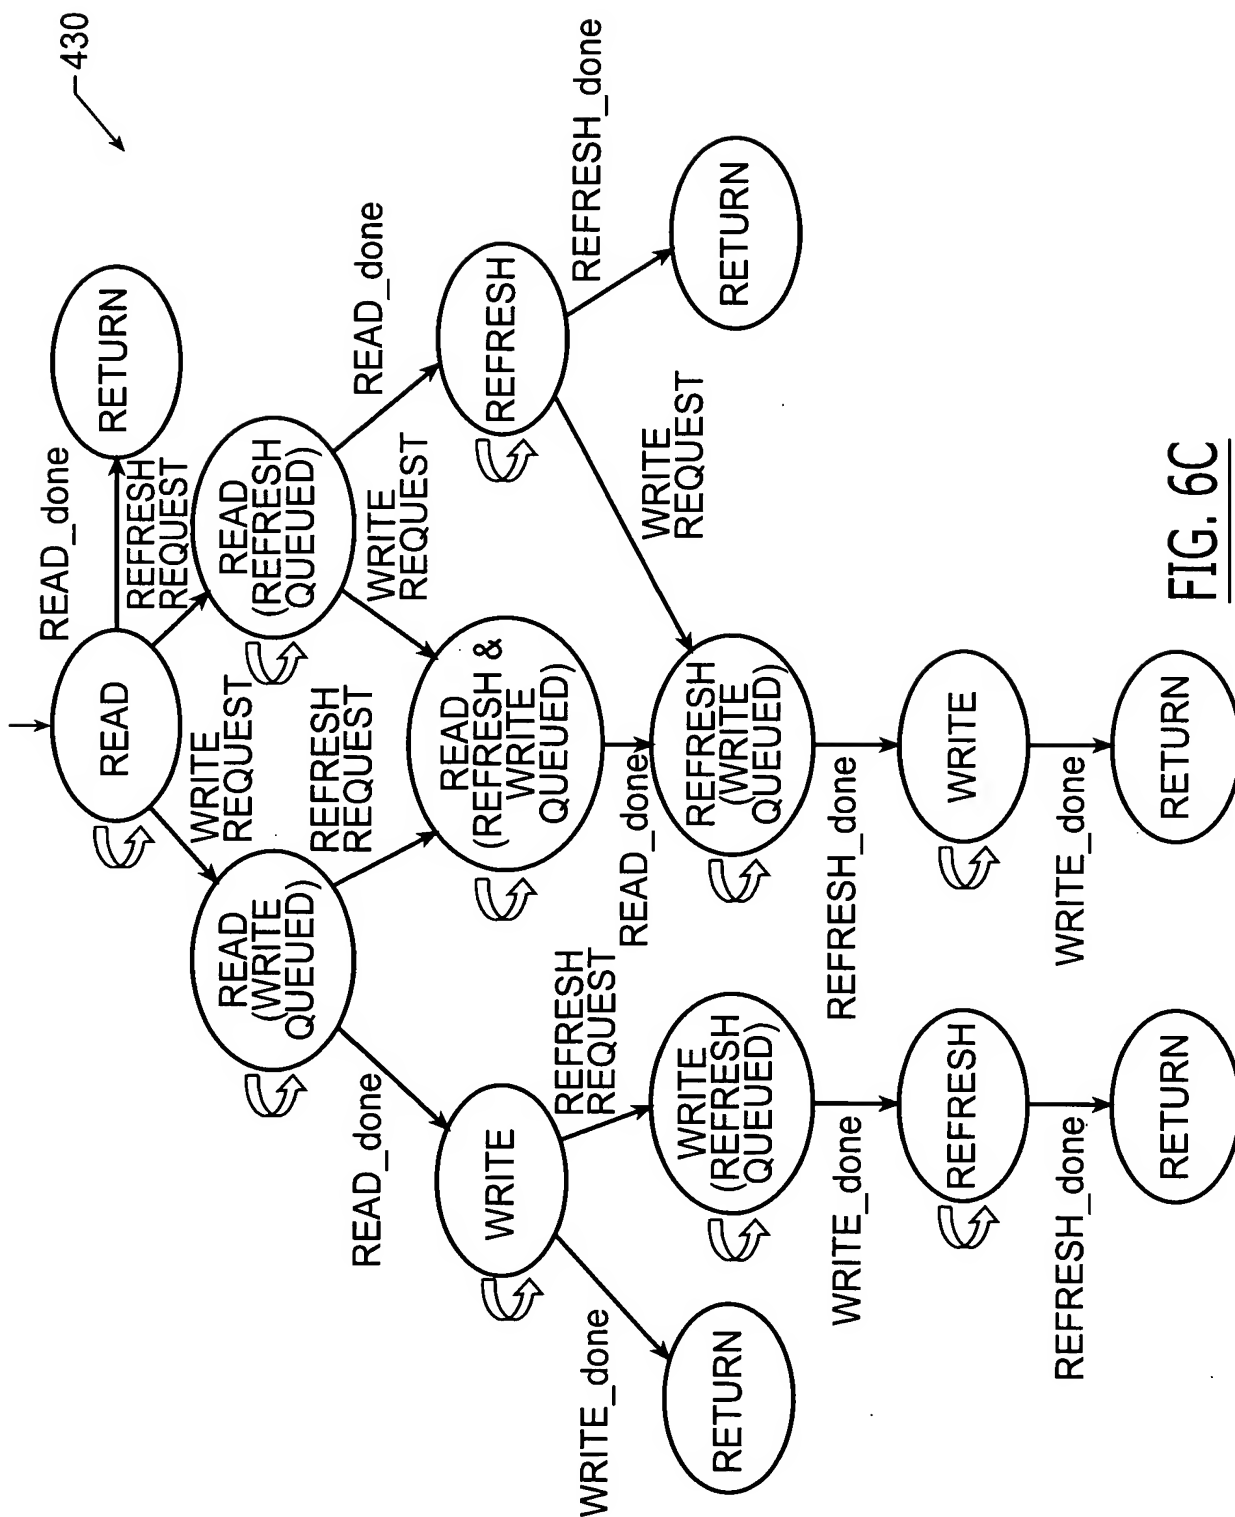 430
READ_done
READ
RETURN
REFRESH
REQUEST
WRITE
REQUEST
READ
(WRITE
QUEUED)
READ
(REFRESH
QUEUED)
REFRESH
REQUEST
WRITE
REQUEST
READ_done
READ_done
WRITE
READ
(REFRESH &
WRITE
QUEUED)
REFRESH
WRITE_done
REFRESH
REQUEST
READ_done
WRITE
REQUEST
REFRESH_done
RETURN
WRITE
(REFRESH
QUEUED)
REFRESH
(WRITE
QUEUED)
RETURN
WRITE_done
REFRESH_done
REFRESH
WRITE
REFRESH_done
WRITE_done
RETURN
RETURN
FIG. 6C